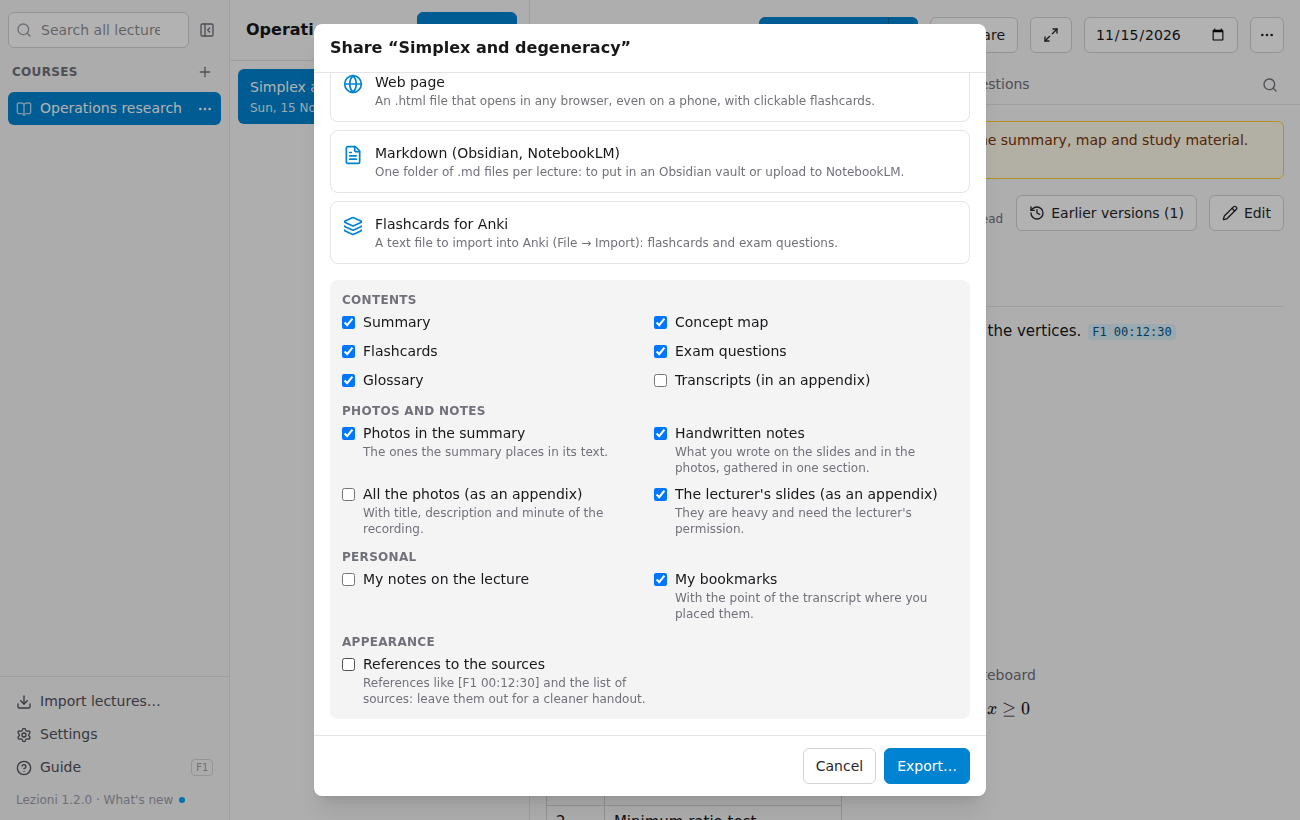 Search all lecture
COURSES
Operations research
Import lectures…
Settings
Guide
F1
Lezioni 1.2.0 · What's new
Operati
Simplex a
Sun, 15 No
are
11/15/2026
stions
e summary, map and study material.
ead
Earlier versions (1)
Edit
the vertices. F1 00:12:30
eboard
x ≥ 0
2 Minimum ratio test
Share “Simplex and degeneracy”
Web page
An .html file that opens in any browser, even on a phone, with clickable flashcards.
Markdown (Obsidian, NotebookLM)
One folder of .md files per lecture: to put in an Obsidian vault or upload to NotebookLM.
Flashcards for Anki
A text file to import into Anki (File → Import): flashcards and exam questions.
CONTENTS
Summary
Concept map
Flashcards
Exam questions
Glossary
Transcripts (in an appendix)
PHOTOS AND NOTES
Photos in the summary
The ones the summary places in its text.
Handwritten notes
What you wrote on the slides and in the
photos, gathered in one section.
All the photos (as an appendix)
With title, description and minute of the
recording.
The lecturer's slides (as an appendix)
They are heavy and need the lecturer's
permission.
PERSONAL
My notes on the lecture
My bookmarks
With the point of the transcript where you
placed them.
APPEARANCE
References to the sources
References like [F1 00:12:30] and the list of
sources: leave them out for a cleaner handout.
Cancel
Export…